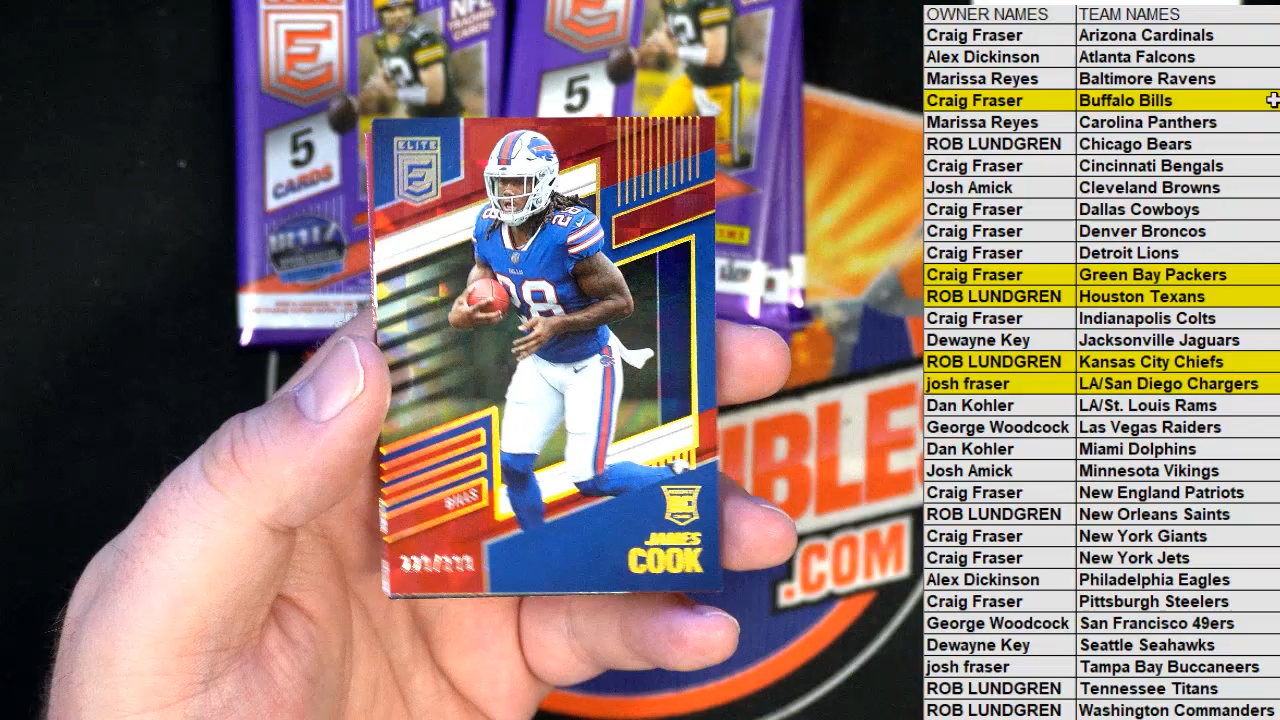 NFL
TRADING
CARDS
5
CARDS
5
ELITE
E
28
28
BILLS
BILLS
JAMES
COOK
IBLES
.COM
OWNER NAMES TEAM NAMES
Craig Fraser Arizona Cardinals
Alex Dickinson Atlanta Falcons
Marissa Reyes Baltimore Ravens
Craig Fraser Buffalo Bills
Marissa Reyes Carolina Panthers
ROB LUNDGREN Chicago Bears
Craig Fraser Cincinnati Bengals
Josh Amick Cleveland Browns
Craig Fraser Dallas Cowboys
Craig Fraser Denver Broncos
Craig Fraser Detroit Lions
Craig Fraser Green Bay Packers
ROB LUNDGREN Houston Texans
Craig Fraser Indianapolis Colts
Dewayne Key Jacksonville Jaguars
ROB LUNDGREN Kansas City Chiefs
josh fraser LA/San Diego Chargers
Dan Kohler LA/St. Louis Rams
George Woodcock Las Vegas Raiders
Dan Kohler Miami Dolphins
Josh Amick Minnesota Vikings
Craig Fraser New England Patriots
ROB LUNDGREN New Orleans Saints
Craig Fraser New York Giants
Craig Fraser New York Jets
Alex Dickinson Philadelphia Eagles
Craig Fraser Pittsburgh Steelers
George Woodcock San Francisco 49ers
Dewayne Key Seattle Seahawks
josh fraser Tampa Bay Buccaneers
ROB LUNDGREN Tennessee Titans
ROB LUNDGREN Washington Commanders